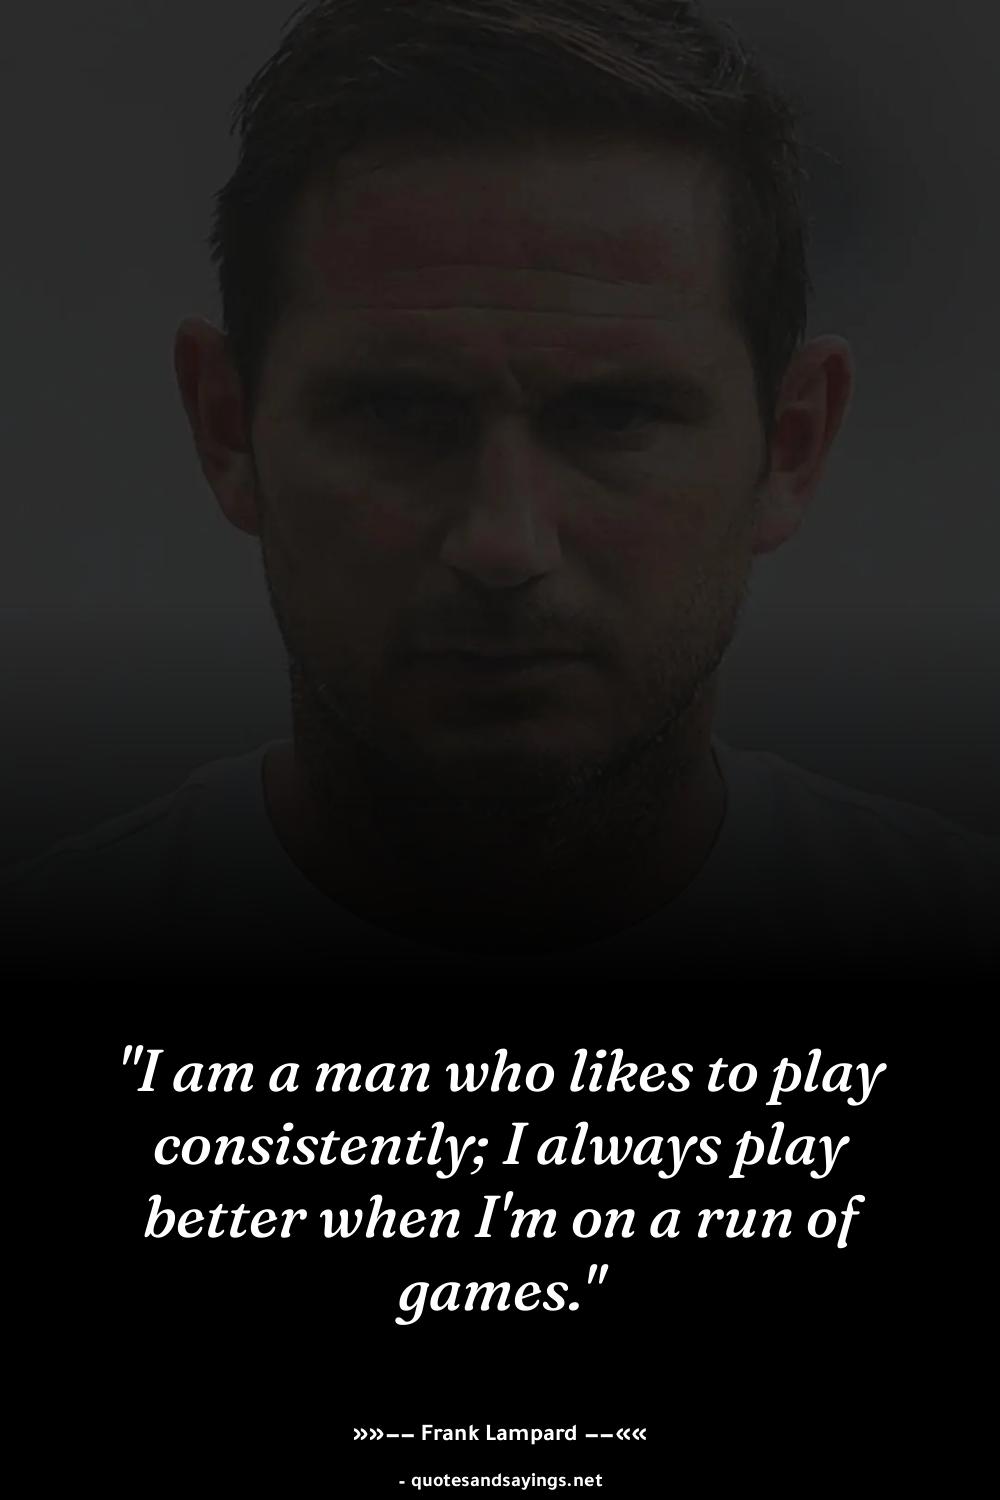 "I am a man who likes to play
consistently; I always play
better when I'm on a run of
games."
»»–– Frank Lampard ––««
- quotesandsayings.net